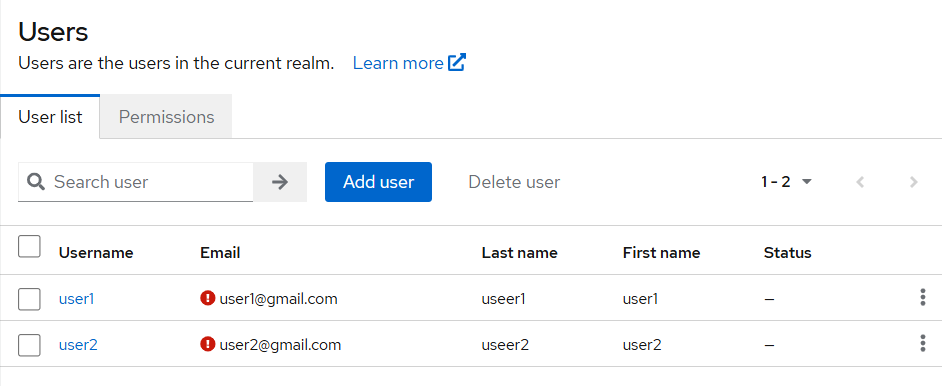 Users
Users are the users in the current realm. Learn more
User list Permissions
Search user Add user Delete user 1 - 2
Username Email Last name First name Status
user1 user1@gmail.com useer1 user1 –
user2 user2@gmail.com useer2 user2 –